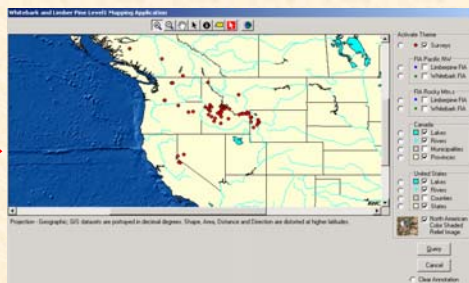 Whitebark and Limber Pine Level1 Mapping Application
Activate Theme
Surveys
FIA Pacific NW
Limberpine FIA
Whitebark FIA
FIA Rocky Mtns
Limberpine FIA
Whitebark FIA
Canada
Lakes
Rivers
Municipalities
Provinces
United States
Lakes
Rivers
Counties
States
North American
Color Shaded
Relief Image
Projection - Geographic, GIS datasets are portrayed in decimal degrees. Shape, Area, Distance and Direction are distorted at higher latitudes.
Query
Cancel
Clear Annotation